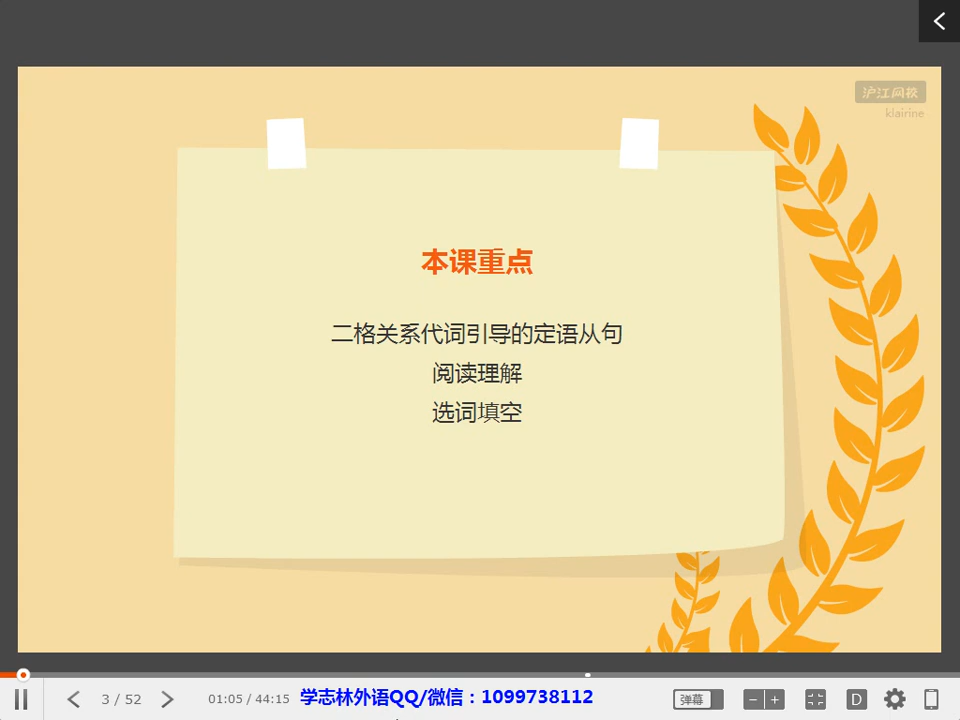 沪江网校
klairine
本课重点
二格关系代词引导的定语从句
阅读理解
选词填空
3 / 52
01:05 / 44:15
学志林外语QQ/微信：1099738112
弹幕
D